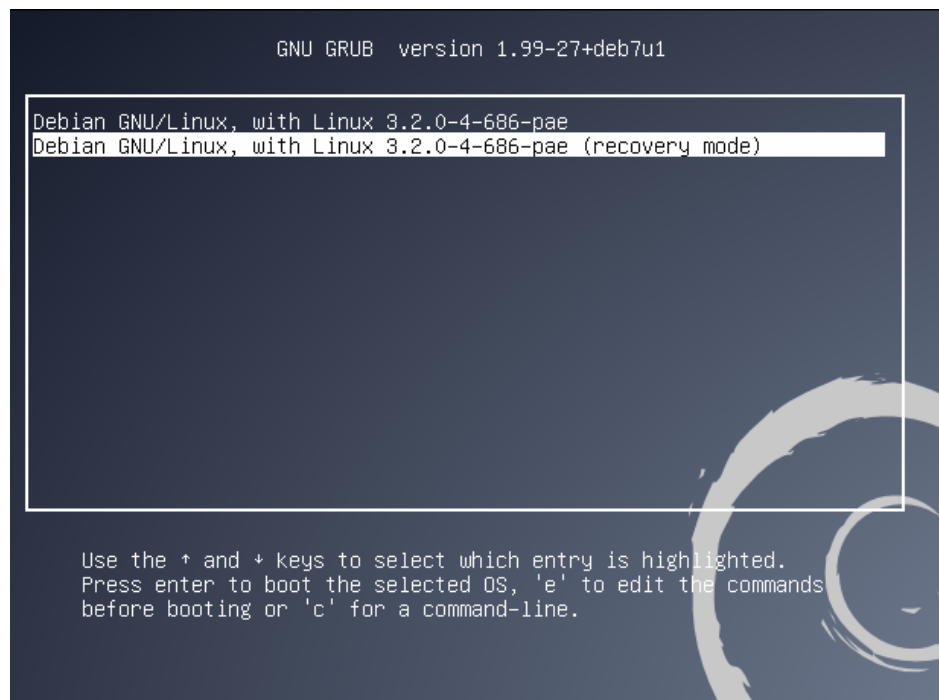 GNU GRUB  version 1.99-27+deb7u1
Debian GNU/Linux, with Linux 3.2.0-4-686-pae
Debian GNU/Linux, with Linux 3.2.0-4-686-pae (recovery mode)
Use the ↑ and ↓ keys to select which entry is highlighted.
Press enter to boot the selected OS, 'e' to edit the commands
before booting or 'c' for a command-line.